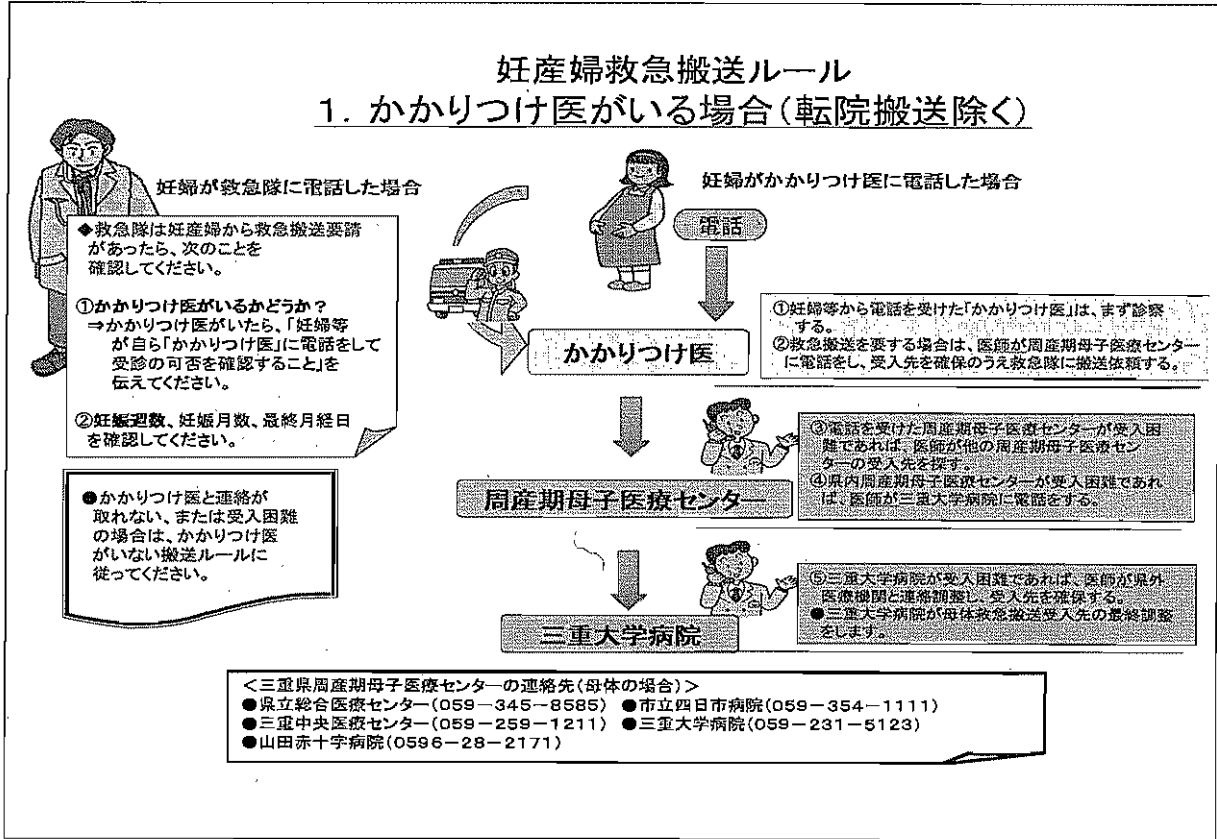 妊産婦救急搬送ルール
1. かかりつけ医がいる場合(転院搬送除く)
妊婦が救急隊に電話した場合
◆救急隊は妊産婦から救急搬送要請
があったら、次のことを
確認してください。
①かかりつけ医がいるかどうか?
⇒かかりつけ医がいたら、「妊婦等
が自ら「かかりつけ医」に電話をして
受診の可否を確認すること」を
伝えてください。
②妊娠週数、妊娠月数、最終月経日
を確認してください。
●かかりつけ医と連絡が
取れない、または受入困難
の場合は、かかりつけ医
がいない搬送ルールに
従ってください。
妊婦がかかりつけ医に電話した場合
電話
かかりつけ医
①妊婦等から電話を受けた「かかりつけ医」は、まず診察
する。
②救急搬送を要する場合は、医師が周産期母子医療センター
に電話をし、受入先を確保のうえ救急隊に搬送依頼する。
周産期母子医療センター
③電話を受けた周産期母子医療センターが受入困
難であれば、医師が他の周産期母子医療セン
ターの受入先を探す。
④県内周産期母子医療センターが受入困難であれ
ば、医師が三重大学病院に電話をする。
三重大学病院
⑤三重大学病院が受入困難であれば、医師が県外
医療機関と連絡調整し、受入先を確保する。
●三重大学病院が母体救急搬送受入先の最終調整
をします。
<三重県周産期母子医療センターの連絡先(母体の場合)>
●県立総合医療センター(059-345-8585) ●市立四日市病院(059-354-1111)
●三重中央医療センター(059-259-1211) ●三重大学病院(059-231-5123)
●山田赤十字病院(0596-28-2171)